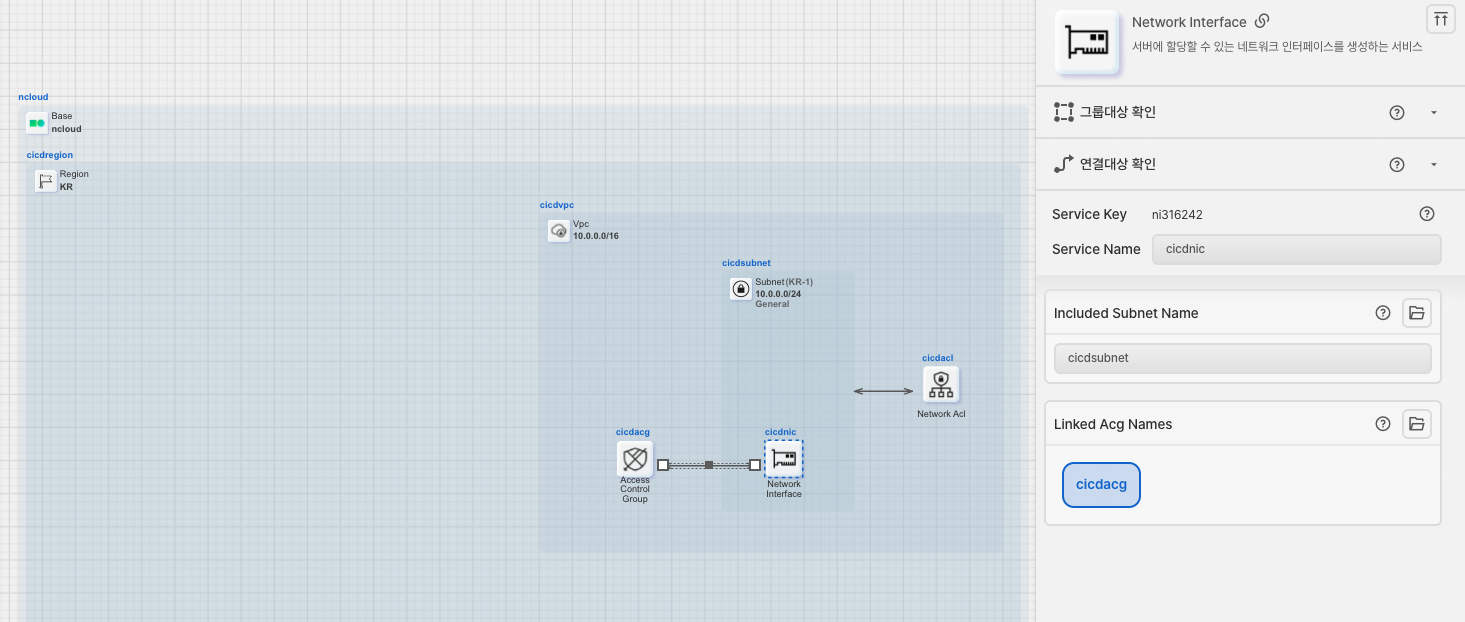 ncloud
Base
ncloud
cicdregion
Region
KR
cicdvpc
Vpc
10.0.0.0/16
cicdsubnet
Subnet(KR-1)
10.0.0.0/24
General
cicdacl
Network Acl
cicdacg
Access
Control
Group
cicdnic
Network
Interface
Network Interface
서버에 할당할 수 있는 네트워크 인터페이스를 생성하는 서비스
그룹대상 확인
연결대상 확인
Service Key ni316242
Service Name cicdnic
Included Subnet Name
cicdsubnet
Linked Acg Names
cicdacg